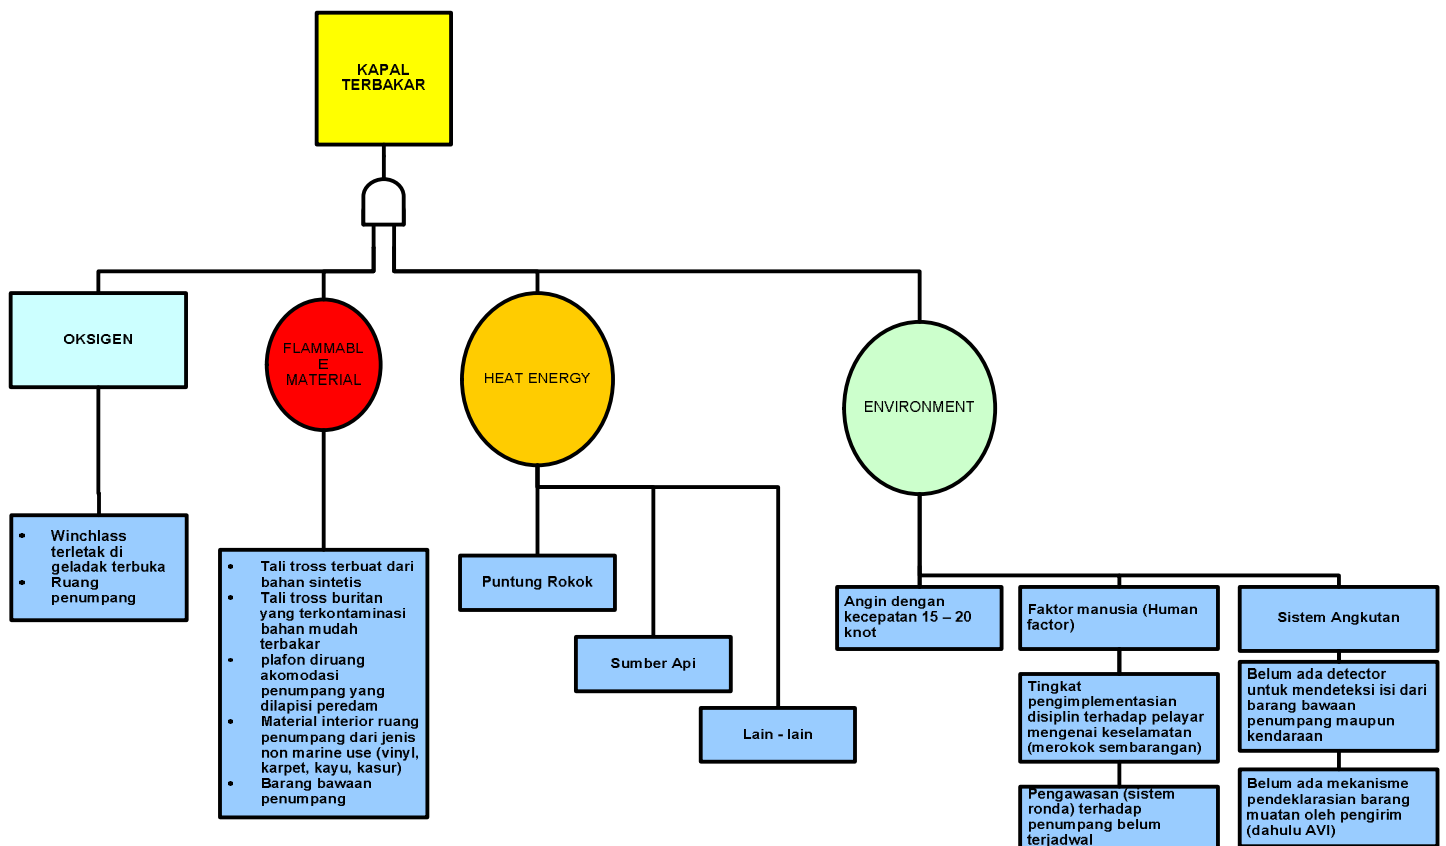 KAPAL
TERBAKAR
OKSIGEN
FLAMMABL
E
MATERIAL
HEAT ENERGY
ENVIRONMENT
• Winchlass
terletak di
geladak terbuka
• Ruang
penumpang
• Tali tross terbuat dari
bahan sintetis
• Tali tross buritan
yang terkontaminasi
bahan mudah
terbakar
• plafon diruang
akomodasi
penumpang yang
dilapisi peredam
• Material interior ruang
penumpang dari jenis
non marine use (vinyl,
karpet, kayu, kasur)
• Barang bawaan
penumpang
Puntung Rokok
Sumber Api
Lain - lain
Angin dengan
kecepatan 15 – 20
knot
Faktor manusia (Human
factor)
Tingkat
pengimplementasian
disiplin terhadap pelayar
mengenai keselamatan
(merokok sembarangan)
Pengawasan (sistem
ronda) terhadap
penumpang belum
terjadwal
Sistem Angkutan
Belum ada detector
untuk mendeteksi isi dari
barang bawaan
penumpang maupun
kendaraan
Belum ada mekanisme
pendeklarasian barang
muatan oleh pengirim
(dahulu AVI)